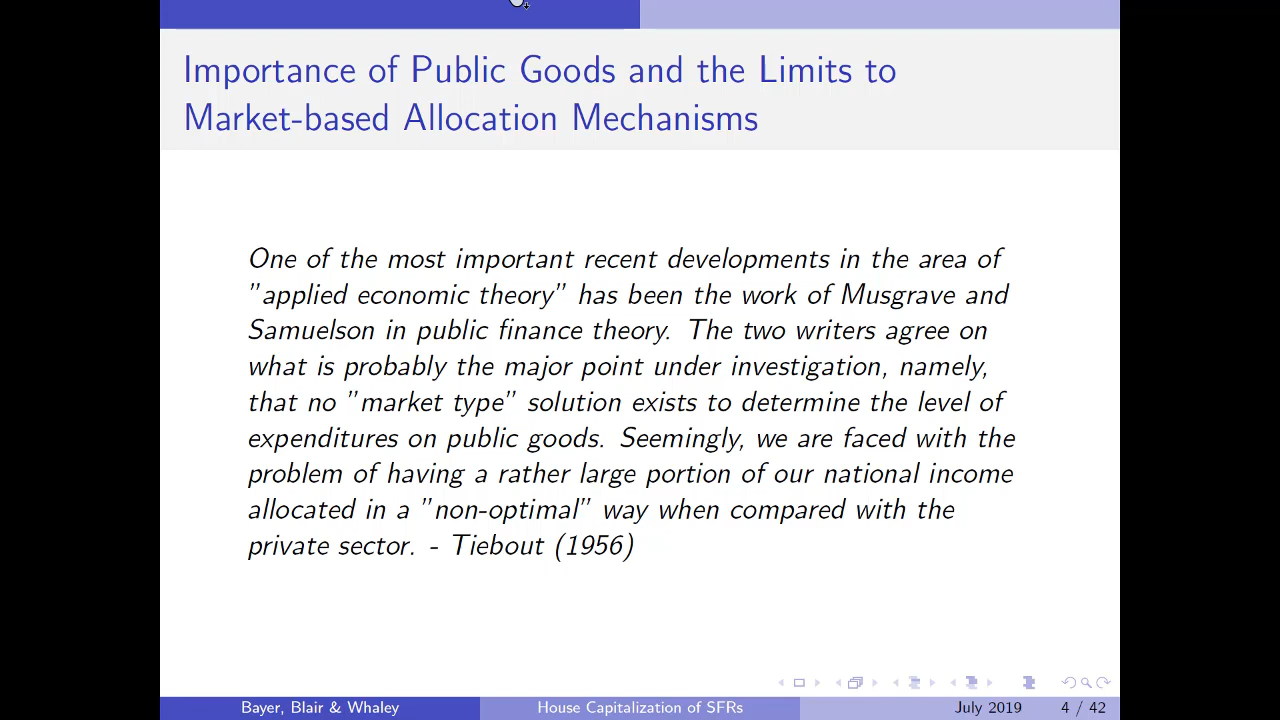 Importance of Public Goods and the Limits to
Market-based Allocation Mechanisms
One of the most important recent developments in the area of
”applied economic theory” has been the work of Musgrave and
Samuelson in public finance theory. The two writers agree on
what is probably the major point under investigation, namely,
that no ”market type” solution exists to determine the level of
expenditures on public goods. Seemingly, we are faced with the
problem of having a rather large portion of our national income
allocated in a ”non-optimal” way when compared with the
private sector. - Tiebout (1956)
Bayer, Blair & Whaley
House Capitalization of SFRs
July 2019
4 / 42